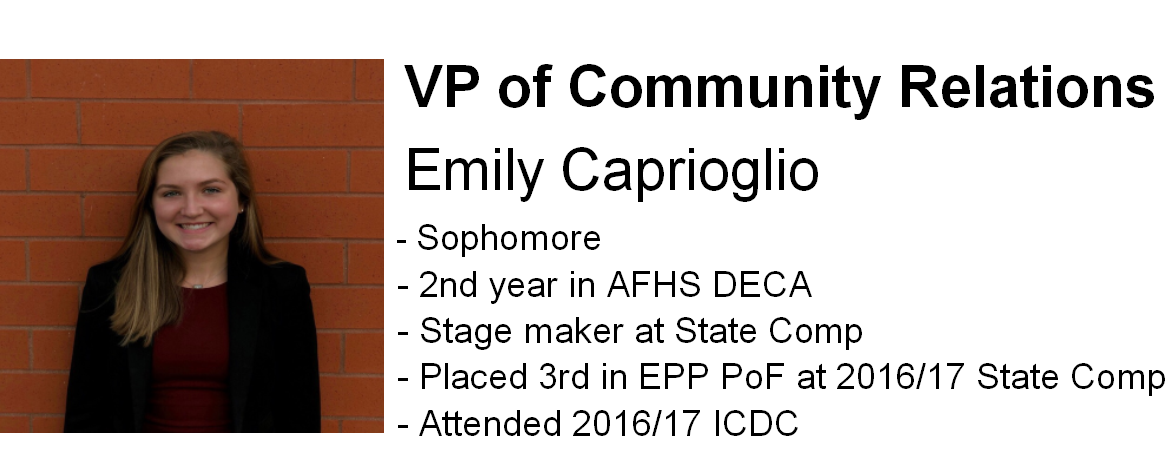 VP of Community Relations
Emily Caprioglio
- Sophomore
- 2nd year in AFHS DECA
- Stage maker at State Comp
- Placed 3rd in EPP PoF at 2016/17 State Comp
- Attended 2016/17 ICDC